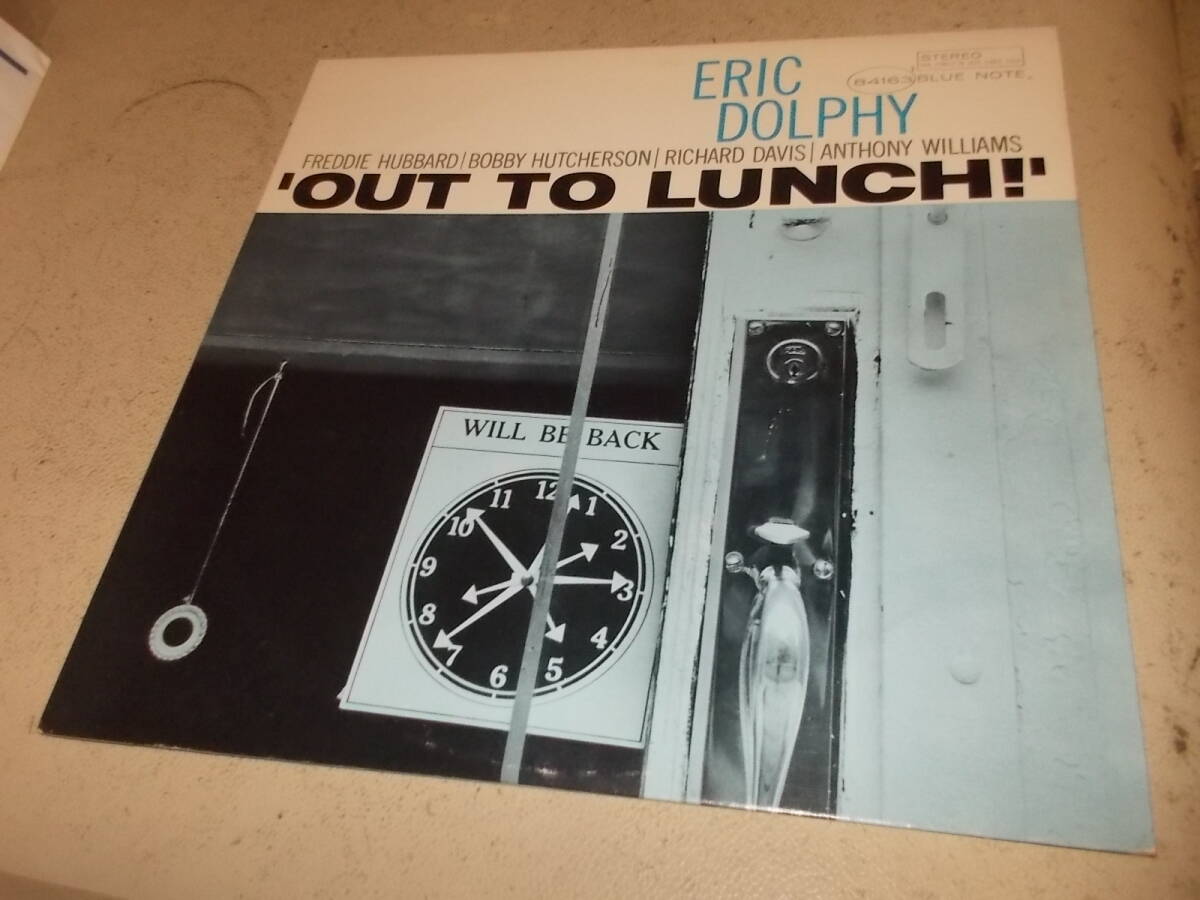 ERIC
DOLPHY
STEREO
84163 BLUE NOTE
FREDDIE HUBBARD/BOBBY HUTCHERSON/RICHARD DAVIS/ANTHONY WILLIAMS
'OUT TO LUNCH!'
WILL BE BACK
12
1
2
3
4
5
6
7
8
9
10
11